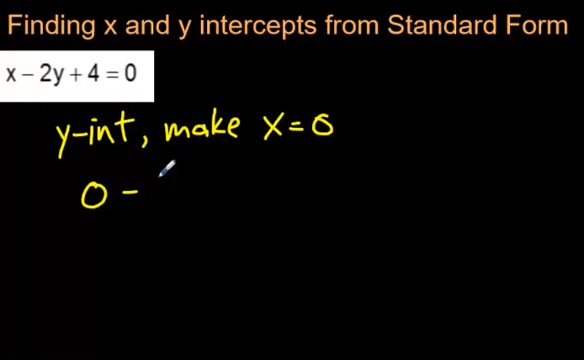 Finding x and y intercepts from Standard Form
x − 2y + 4 = 0
y-int, make x = 0
0 -